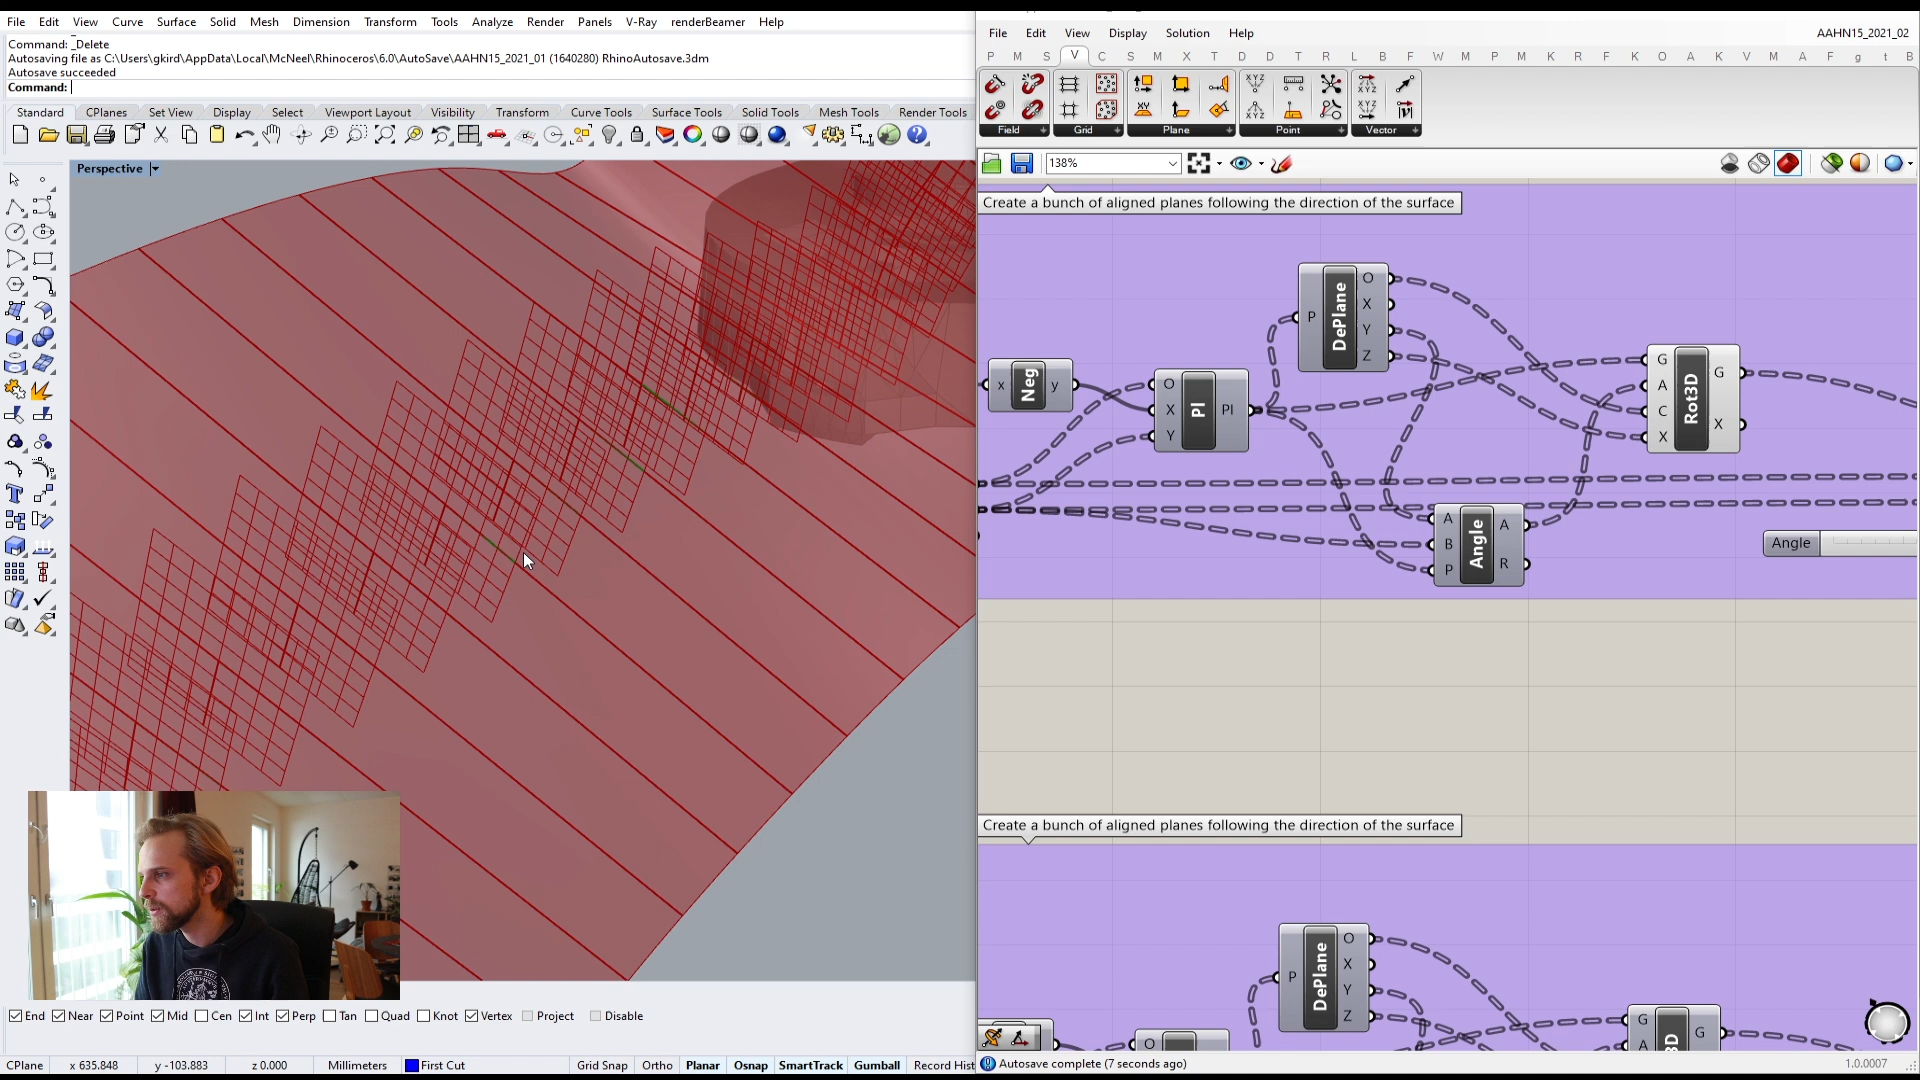 File Edit View Curve Surface Solid Mesh Dimension Transform Tools Analyze Render Panels V-Ray renderBeamer Help
Command: _Delete
Autosaving file as C:\Users\gkird\AppData\Local\McNeel\Rhinoceros\6.0\AutoSave\AAHN15_2021_01 (1640280) RhinoAutosave.3dm
Autosave succeeded
Command:
Standard CPlanes Set View Display Select Viewport Layout Visibility Transform Curve Tools Surface Tools Solid Tools Mesh Tools Render Tools
Perspective
End Near Point Mid Cen Int Perp Tan Quad Knot Vertex Project Disable
CPlane x 635.848 y -103.883 z 0.000 Millimeters First Cut Grid Snap Ortho Planar Osnap SmartTrack Gumball Record Hist
File Edit View Display Solution Help AAHN15_2021_02
P M S V C S M X T D D T R L B K M P M K O A K V M A F g t B
Field Grid Plane Point Vector
138%
Create a bunch of aligned planes following the direction of the surface
P DePlane O X Y Z
x Neg y
O X Y Pl Pl
G A C X Rot3D G X
A B P Angle A R
Angle
Create a bunch of aligned planes following the direction of the surface
P DePlane O X Y Z
O
G A 3D G
Autosave complete (7 seconds ago) 1.0.0007